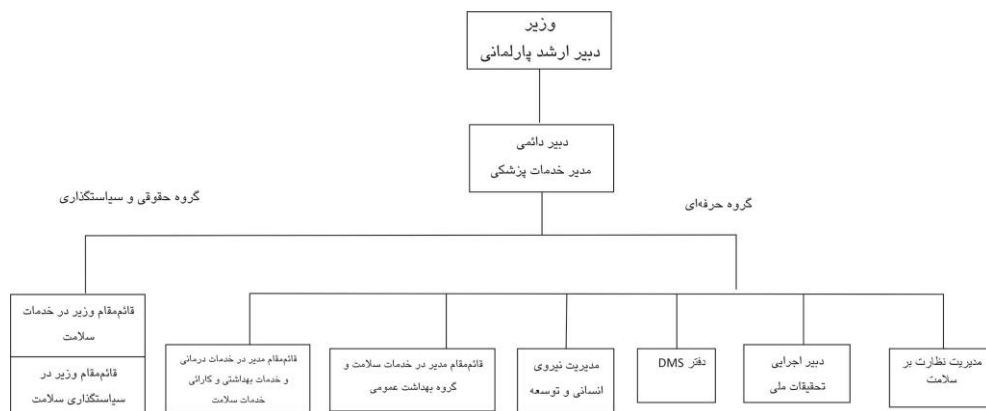 وزیر
دبیر ارشد پارلمانی
دبیر دائمی
مدیر خدمات پزشکی
گروه حرفه‌ای
گروه حقوقی و سیاستگذاری
مدیریت نظارت بر
سلامت
دبیر اجرایی
تحقیقات ملی
دفتر DMS
مدیریت نیروی
انسانی و توسعه
قائم‌مقام مدیر در خدمات سلامت و
گروه بهداشت عمومی
قائم‌مقام مدیر در خدمات درمانی
و خدمات بهداشتی و کارائی
خدمات سلامت
قائم‌مقام وزیر در خدمات
سلامت
قائم‌مقام وزیر در
سیاستگذاری سلامت